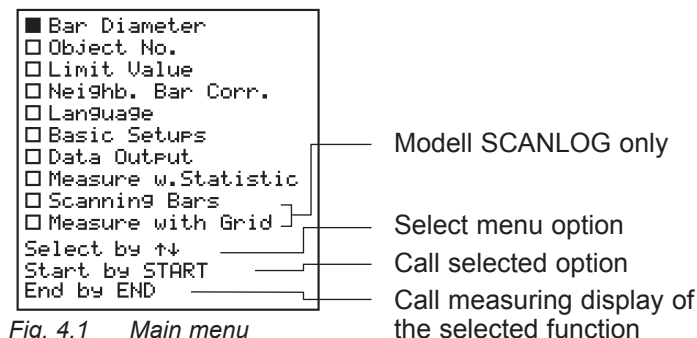 Bar Diameter
Object No.
Limit Value
Neighb. Bar Corr.
Language
Basic Setups
Data Output
Measure w.Statistic
Scanning Bars
Measure with Grid
Select by ↑↓
Start by START
End by END
Modell SCANLOG only
Select menu option
Call selected option
Call measuring display of
the selected function
Fig. 4.1 Main menu